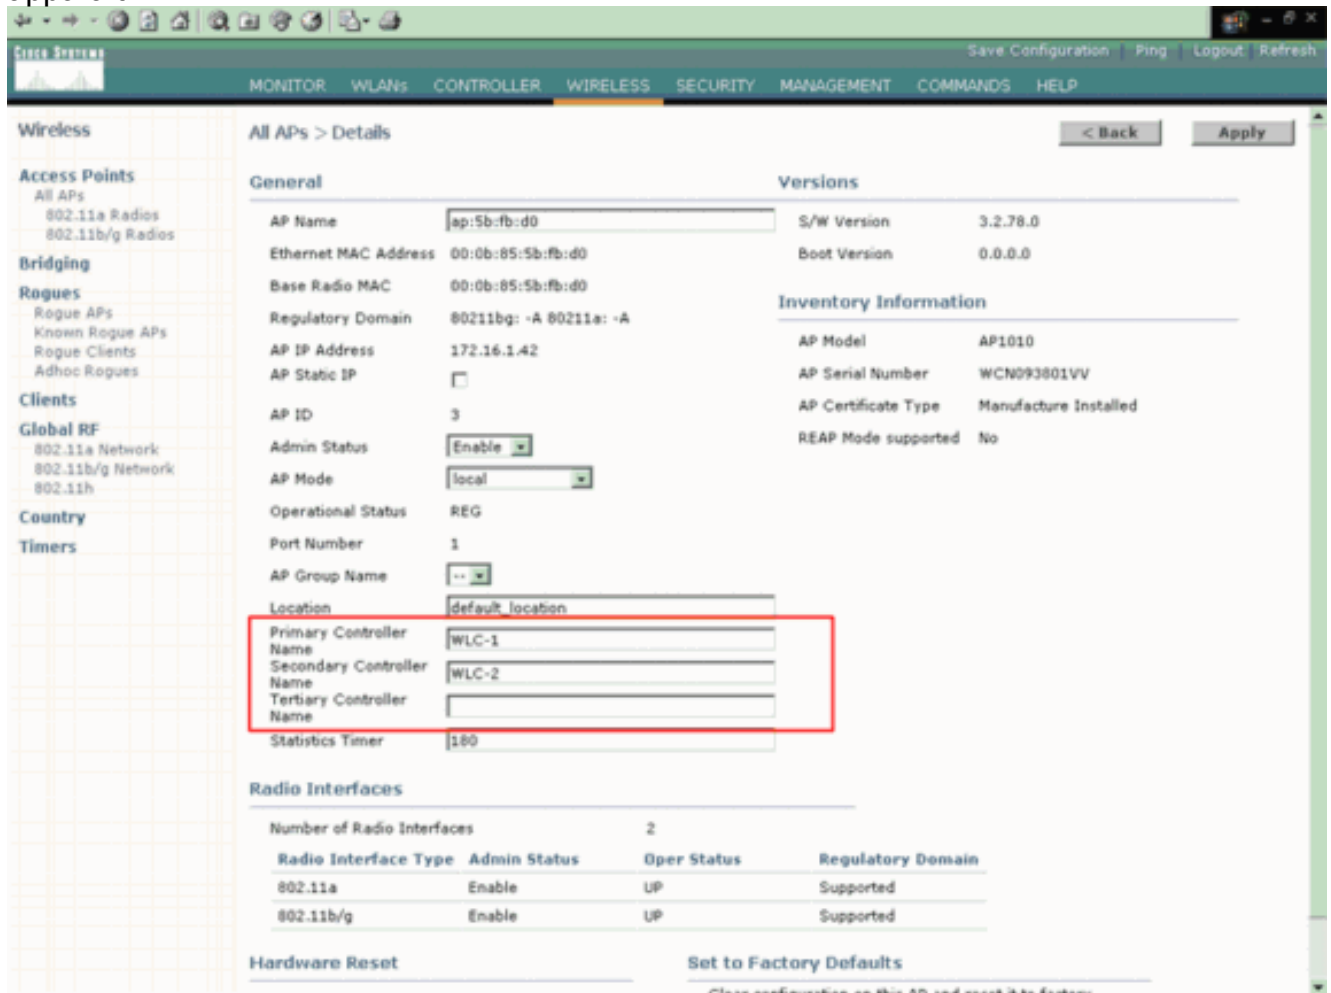 Cisco Systems
Save Configuration | Ping | Logout | Refresh
MONITOR WLANs CONTROLLER WIRELESS SECURITY MANAGEMENT COMMANDS HELP
Wireless
Access Points
All APs
802.11a Radios
802.11b/g Radios
Bridging
Rogues
Rogue APs
Known Rogue APs
Rogue Clients
Adhoc Rogues
Clients
Global RF
802.11a Network
802.11b/g Network
802.11h
Country
Timers
All APs > Details
< Back Apply
General
AP Name ap:5b:fb:d0
Ethernet MAC Address 00:0b:85:5b:fb:d0
Base Radio MAC 00:0b:85:5b:fb:d0
Regulatory Domain 80211bg: -A 80211a: -A
AP IP Address 172.16.1.42
AP Static IP
AP ID 3
Admin Status Enable
AP Mode local
Operational Status REG
Port Number 1
AP Group Name --
Location default_location
Primary Controller
Name WLC-1
Secondary Controller
Name WLC-2
Tertiary Controller
Name
Statistics Timer 180
Versions
S/W Version 3.2.78.0
Boot Version 0.0.0.0
Inventory Information
AP Model AP1010
AP Serial Number WCN093801VV
AP Certificate Type Manufacture Installed
REAP Mode supported No
Radio Interfaces
Number of Radio Interfaces 2
Radio Interface Type Admin Status Oper Status Regulatory Domain
802.11a Enable UP Supported
802.11b/g Enable UP Supported
Hardware Reset
Set to Factory Defaults